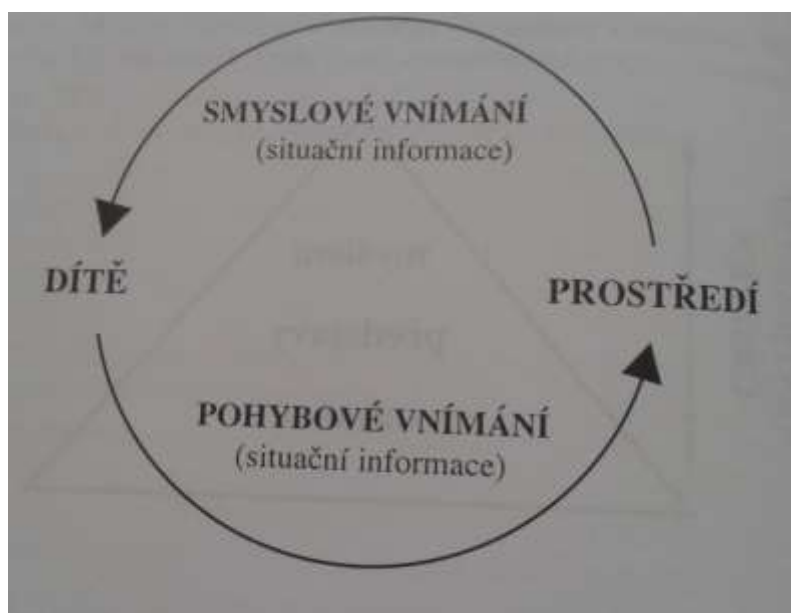 SMYSLOVÉ VNÍMÁNÍ
(situační informace)
DÍTĚ
PROSTŘEDÍ
POHYBOVÉ VNÍMÁNÍ
(situační informace)